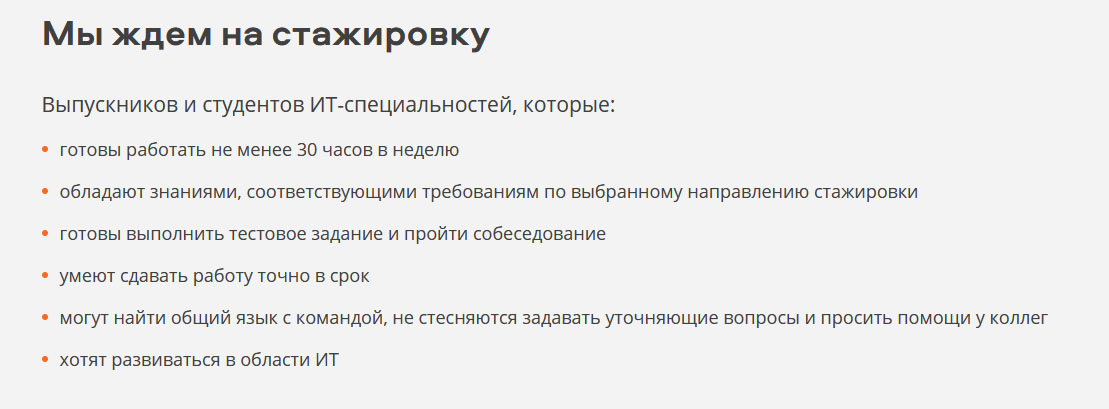 Мы ждем на стажировку
Выпускников и студентов ИТ-специальностей, которые:
• готовы работать не менее 30 часов в неделю
• обладают знаниями, соответствующими требованиям по выбранному направлению стажировки
• готовы выполнить тестовое задание и пройти собеседование
• умеют сдавать работу точно в срок
• могут найти общий язык с командой, не стесняются задавать уточняющие вопросы и просить помощи у коллег
• хотят развиваться в области ИТ